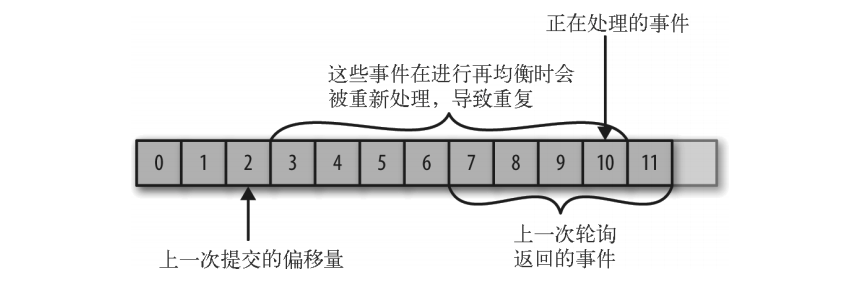 正在处理的事件
这些事件在进行再均衡时会
被重新处理，导致重复
0 1 2 3 4 5 6 7 8 9 10 11
上一次提交的偏移量
上一次轮询
返回的事件